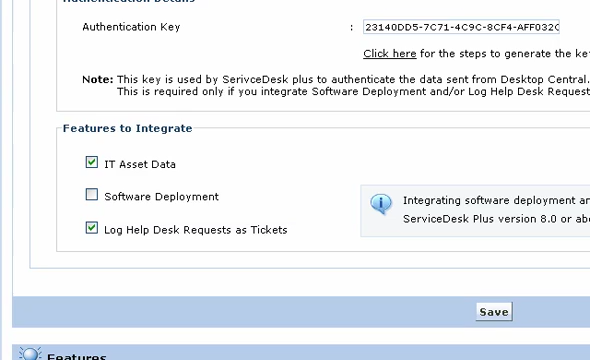 Authentication Details
Authentication Key : 23140DD5-7C71-4C9C-8CF4-AFF032C
Click here for the steps to generate the ke
Note: This key is used by SerivceDesk plus to authenticate the data sent from Desktop Central.
This is required only if you integrate Software Deployment and/or Log Help Desk Request
Features to Integrate
IT Asset Data
Software Deployment
Integrating software deployment an
ServiceDesk Plus version 8.0 or abo
Log Help Desk Requests as Tickets
Save
Features